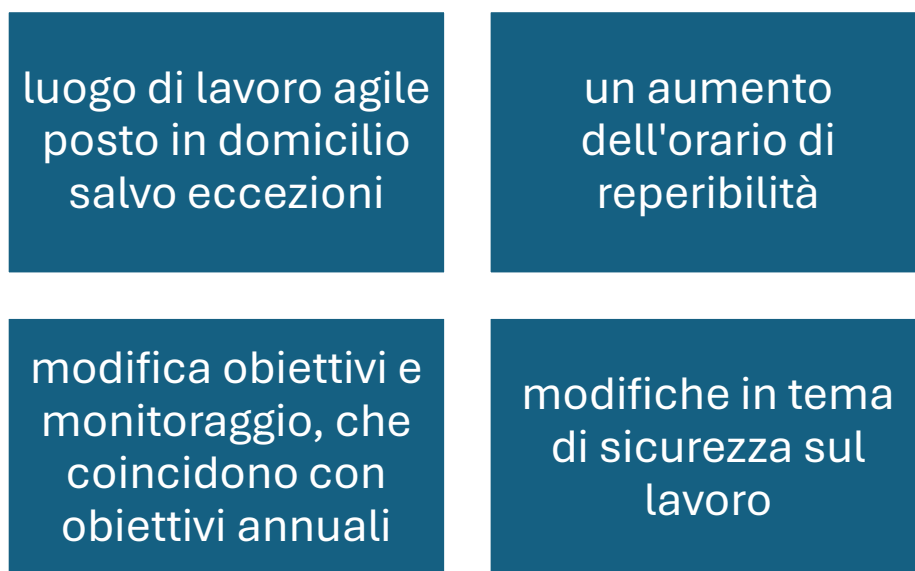 luogo di lavoro agile
posto in domicilio
salvo eccezioni
un aumento
dell'orario di
reperibilità
modifica obiettivi e
monitoraggio, che
coincidono con
obiettivi annuali
modifiche in tema
di sicurezza sul
lavoro